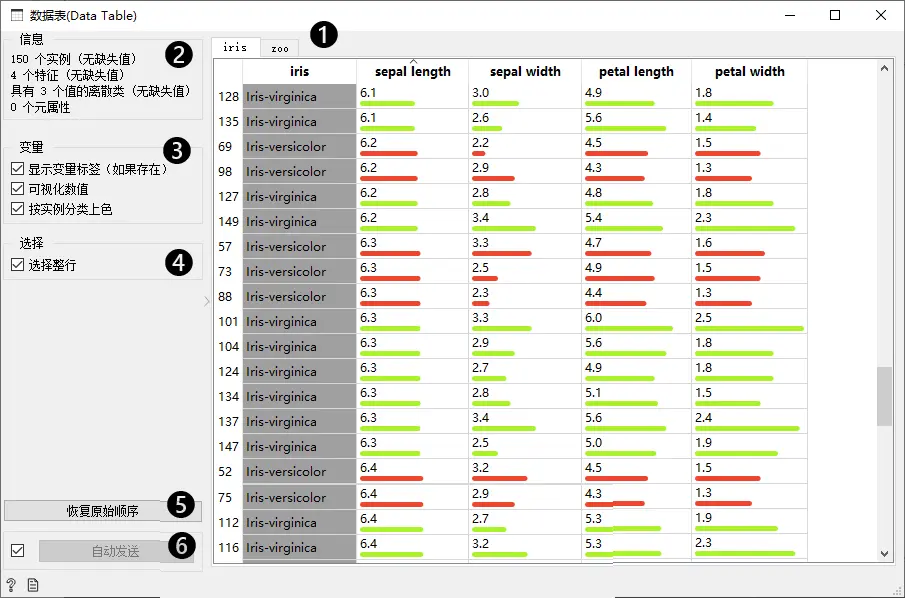 数据表(Data Table)
信息
150 个实例（无缺失值）
4 个特征（无缺失值）
具有 3 个值的离散类（无缺失值）
0 个元属性
2
变量
3
显示变量标签（如果存在）
可视化数值
按实例分类上色
选择
4
选择整行
恢复原始顺序
5
自动发送
6
?
iris zoo
1
iris sepal length sepal width petal length petal width
128 Iris-virginica 6.1 3.0 4.9 1.8
135 Iris-virginica 6.1 2.6 5.6 1.4
69 Iris-versicolor 6.2 2.2 4.5 1.5
98 Iris-versicolor 6.2 2.9 4.3 1.3
127 Iris-virginica 6.2 2.8 4.8 1.8
149 Iris-virginica 6.2 3.4 5.4 2.3
57 Iris-versicolor 6.3 3.3 4.7 1.6
73 Iris-versicolor 6.3 2.5 4.9 1.5
88 Iris-versicolor 6.3 2.3 4.4 1.3
101 Iris-virginica 6.3 3.3 6.0 2.5
104 Iris-virginica 6.3 2.9 5.6 1.8
124 Iris-virginica 6.3 2.7 4.9 1.8
134 Iris-virginica 6.3 2.8 5.1 1.5
137 Iris-virginica 6.3 3.4 5.6 2.4
147 Iris-virginica 6.3 2.5 5.0 1.9
52 Iris-versicolor 6.4 3.2 4.5 1.5
75 Iris-versicolor 6.4 2.9 4.3 1.3
112 Iris-virginica 6.4 2.7 5.3 1.9
116 Iris-virginica 6.4 3.2 5.3 2.3